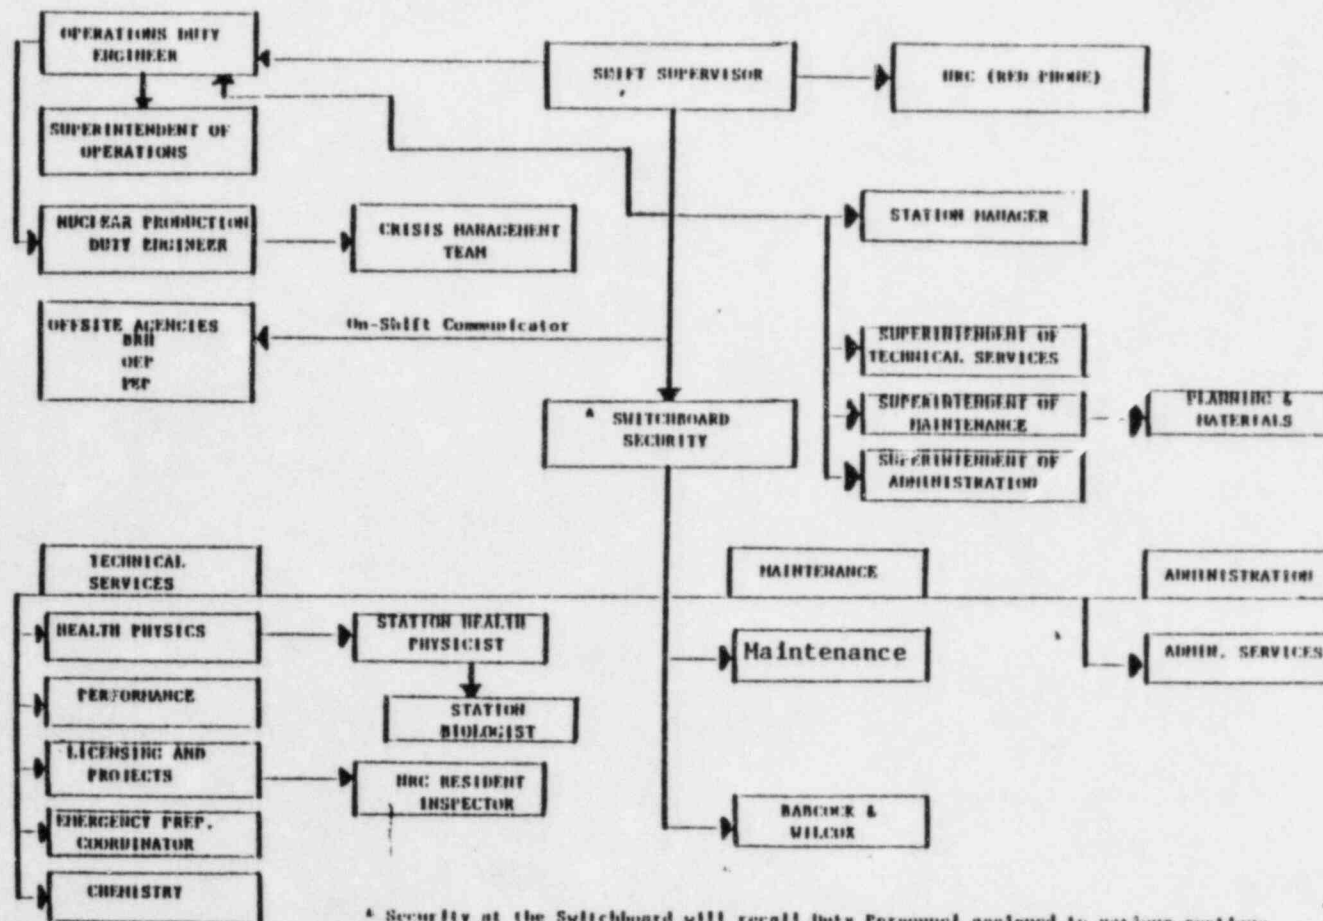 OPERATIONS DUTY
ENGINEER
SHIFT SUPERVISOR
NRC (RED PHONE)
SUPERINTENDENT OF
OPERATIONS
NUCLEAR PRODUCTION
DUTY ENGINEER
CRISIS MANAGEMENT
TEAM
STATION MANAGER
OFFSITE AGENCIES
BRH
OEP
PEP
On-Shift Communicator
SUPERINTENDENT OF
TECHNICAL SERVICES
* SWITCHBOARD
SECURITY
SUPERINTENDENT OF
MAINTENANCE
PLANNING &
MATERIALS
SUPERINTENDENT OF
ADMINISTRATION
TECHNICAL
SERVICES
MAINTENANCE
ADMINISTRATION
HEALTH PHYSICS
STATION HEALTH
PHYSICIST
Maintenance
ADMIN. SERVICES
PERFORMANCE
STATION
BIOLOGIST
LICENSING AND
PROJECTS
NRC RESIDENT
INSPECTOR
EMERGENCY PREP.
COORDINATOR
BABCOCK &
WILCOX
CHEMISTRY
* Security at the Switchboard will recall Duty Personnel assigned to various